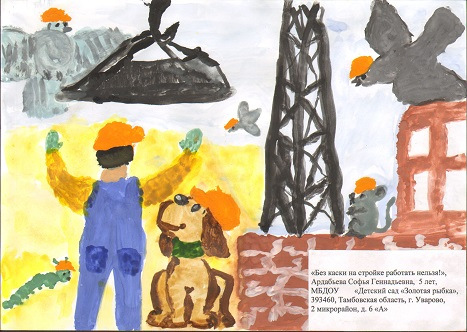 «Без каски на стройке работать нельзя!»,
Ардабьева Софья Геннадьевна, 5 лет,
МБДОУ «Детский сад «Золотая рыбка»,
393460, Тамбовская область, г. Уварово,
2 микрорайон, д. 6 «А»